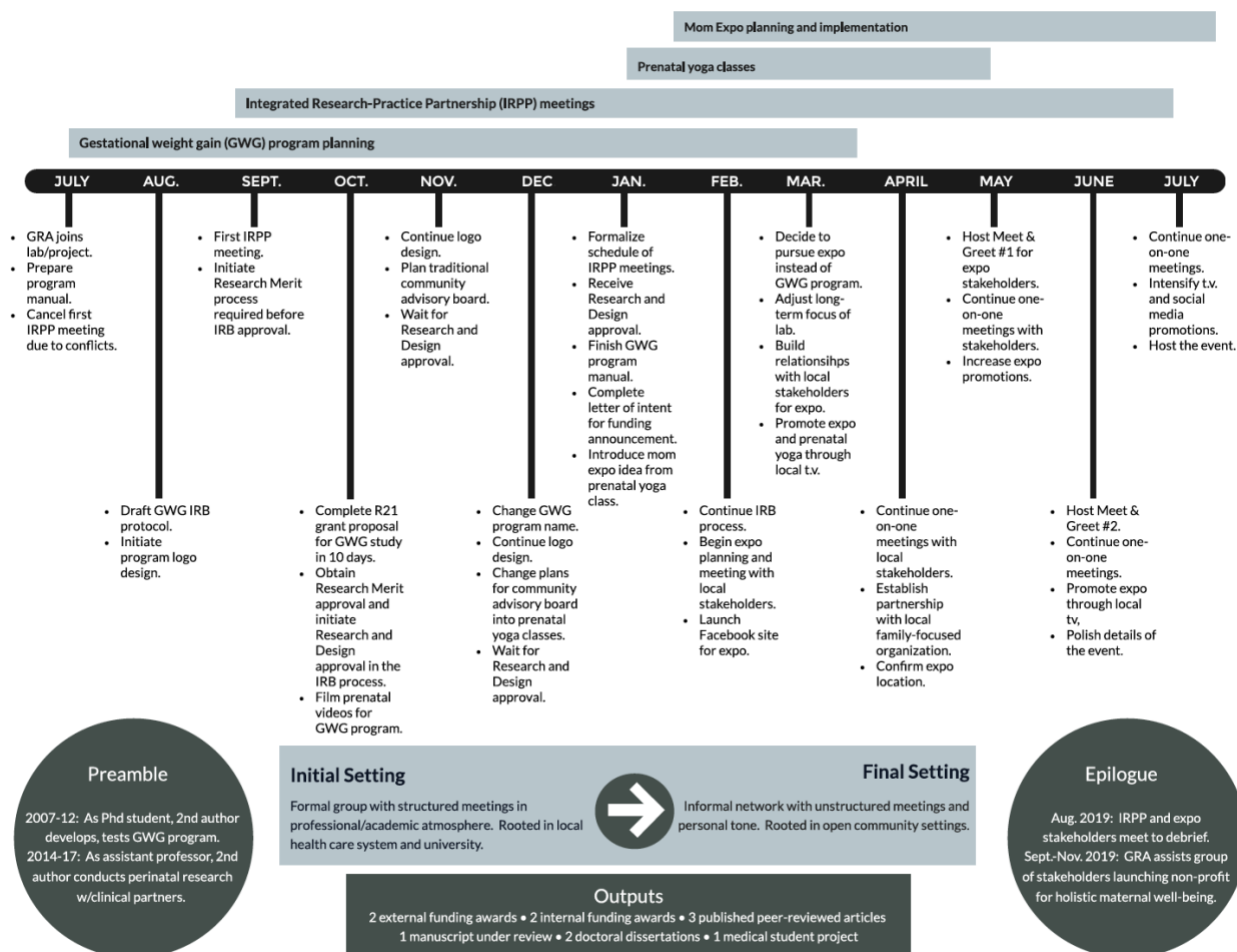 Mom Expo planning and implementation
Prenatal yoga classes
Integrated Research-Practice Partnership (IRPP) meetings
Gestational weight gain (GWG) program planning
JULY AUG. SEPT. OCT. NOV. DEC JAN. FEB. MAR. APRIL MAY JUNE JULY
• GRA joins
lab/project.
• Prepare
program
manual.
• Cancel first
IRPP meeting
due to conflicts.
• First IRPP
meeting.
• Initiate
Research Merit
process
required before
IRB approval.
• Continue logo
design.
• Plan traditional
community
advisory board.
• Wait for
Research and
Design
approval.
• Formalize
schedule of
IRPP meetings.
• Receive
Research and
Design
approval.
• Finish GWG
program
manual.
• Complete
letter of intent
for funding
announcement.
• Introduce mom
expo idea from
prenatal yoga
class.
• Decide to
pursue expo
instead of
GWG program.
• Adjust long-
term focus of
lab.
• Build
relationsihps
with local
stakeholders
for expo.
• Promote expo
and prenatal
yoga through
local t.v.
• Host Meet &
Greet #1 for
expo
stakeholders.
• Continue one-
on-one
meetings with
stakeholders.
• Increase expo
promotions.
• Continue one-
on-one
meetings.
• Intensify t.v.
and social
media
promotions.
• Host the event.
• Draft GWG IRB
protocol.
• Initiate
program logo
design.
• Complete R21
grant proposal
for GWG study
in 10 days.
• Obtain
Research Merit
approval and
initiate
Research and
Design
approval in the
IRB process.
• Film prenatal
videos for
GWG program.
• Change GWG
program name.
• Continue logo
design.
• Change plans
for community
advisory board
into prenatal
yoga classes.
• Wait for
Research and
Design
approval.
• Continue IRB
process.
• Begin expo
planning and
meeting with
local
stakeholders.
• Launch
Facebook site
for expo.
• Continue one-
on-one
meetings with
local
stakeholders.
• Establish
partnership
with local
family-focused
organization.
• Confirm expo
location.
• Host Meet &
Greet #2.
• Continue one-
on-one
meetings.
• Promote expo
through local
tv,
• Polish details of
the event.
Preamble
2007-12: As Phd student, 2nd author
develops, tests GWG program.
2014-17: As assistant professor, 2nd
author conducts perinatal research
w/clinical partners.
Initial Setting
Formal group with structured meetings in
professional/academic atmosphere. Rooted in local
health care system and university.
Final Setting
Informal network with unstructured meetings and
personal tone. Rooted in open community settings.
Epilogue
Aug. 2019: IRPP and expo
stakeholders meet to debrief.
Sept.-Nov. 2019: GRA assists group
of stakeholders launching non-profit
for holistic maternal well-being.
Outputs
2 external funding awards • 2 internal funding awards • 3 published peer-reviewed articles
1 manuscript under review • 2 doctoral dissertations • 1 medical student project